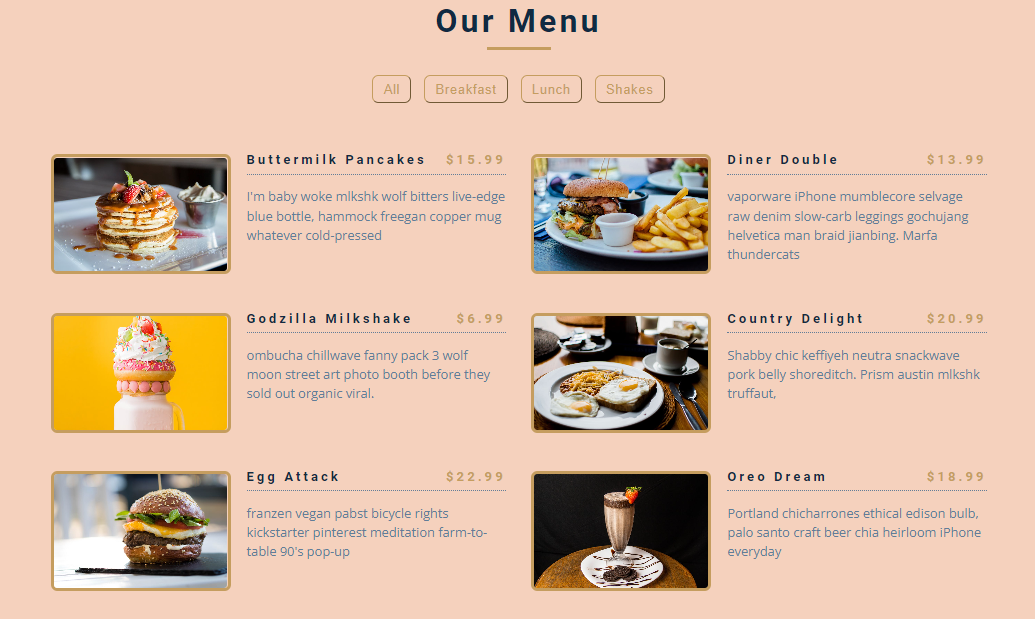 Our Menu
All Breakfast Lunch Shakes
Buttermilk Pancakes $15.99
I'm baby woke mlkshk wolf bitters live-edge
blue bottle, hammock freegan copper mug
whatever cold-pressed
Diner Double $13.99
vaporware iPhone mumblecore selvage
raw denim slow-carb leggings gochujang
helvetica man braid jianbing. Marfa
thundercats
Godzilla Milkshake $6.99
ombucha chillwave fanny pack 3 wolf
moon street art photo booth before they
sold out organic viral.
Country Delight $20.99
Shabby chic keffiyeh neutra snackwave
pork belly shoreditch. Prism austin mlkshk
truffaut,
Egg Attack $22.99
franzen vegan pabst bicycle rights
kickstarter pinterest meditation farm-to-
table 90's pop-up
Oreo Dream $18.99
Portland chicharrones ethical edison bulb,
palo santo craft beer chia heirloom iPhone
everyday